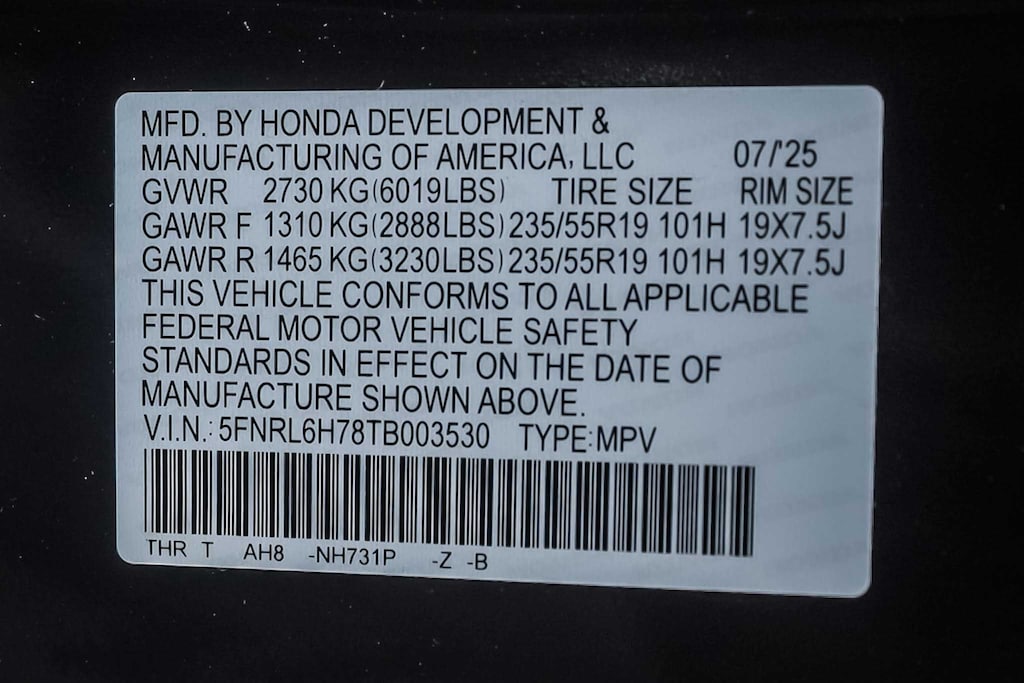 MFD. BY HONDA DEVELOPMENT &
MANUFACTURING OF AMERICA, LLC 07/'25
GVWR 2730 KG(6019LBS) TIRE SIZE RIM SIZE
GAWR F 1310 KG(2888LBS) 235/55R19 101H 19X7.5J
GAWR R 1465 KG(3230LBS) 235/55R19 101H 19X7.5J
THIS VEHICLE CONFORMS TO ALL APPLICABLE
FEDERAL MOTOR VEHICLE SAFETY
STANDARDS IN EFFECT ON THE DATE OF
MANUFACTURE SHOWN ABOVE.
V.I.N.: 5FNRL6H78TB003530 TYPE:MPV
THR T AH8 -NH731P -Z -B